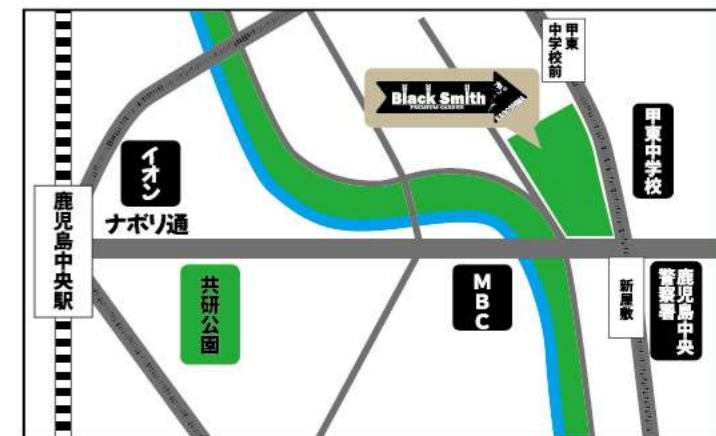 甲東
中学校前
Black Smith
PREMIUM GARDEN
甲東中学校
イオン
ナポリ通
鹿児島中央駅
共研公園
MBC
新屋敷
鹿児島中央
警察署